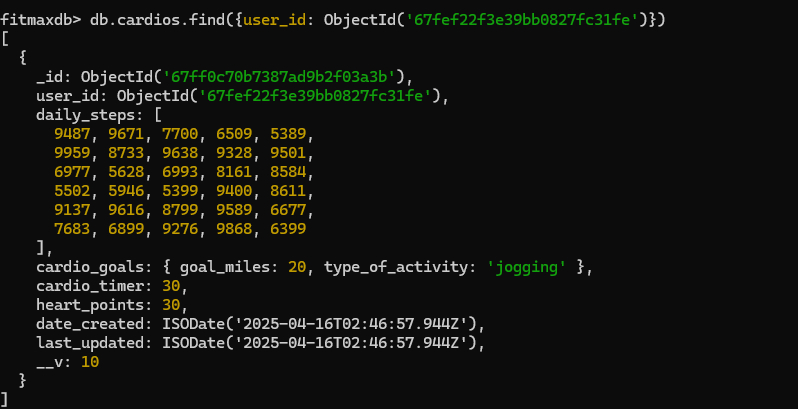 fitmaxdb> db.cardios.find({user_id: ObjectId('67fef22f3e39bb0827fc31fe')})
[
  {
    _id: ObjectId('67ff0c70b7387ad9b2f03a3b'),
    user_id: ObjectId('67fef22f3e39bb0827fc31fe'),
    daily_steps: [
      9487, 9671, 7700, 6509, 5389,
      9959, 8733, 9638, 9328, 9501,
      6977, 5628, 6993, 8161, 8584,
      5502, 5946, 5399, 9400, 8611,
      9137, 9616, 8799, 9589, 6677,
      7683, 6899, 9276, 9868, 6399
    ],
    cardio_goals: { goal_miles: 20, type_of_activity: 'jogging' },
    cardio_timer: 30,
    heart_points: 30,
    date_created: ISODate('2025-04-16T02:46:57.944Z'),
    last_updated: ISODate('2025-04-16T02:46:57.944Z'),
    __v: 10
  }
]